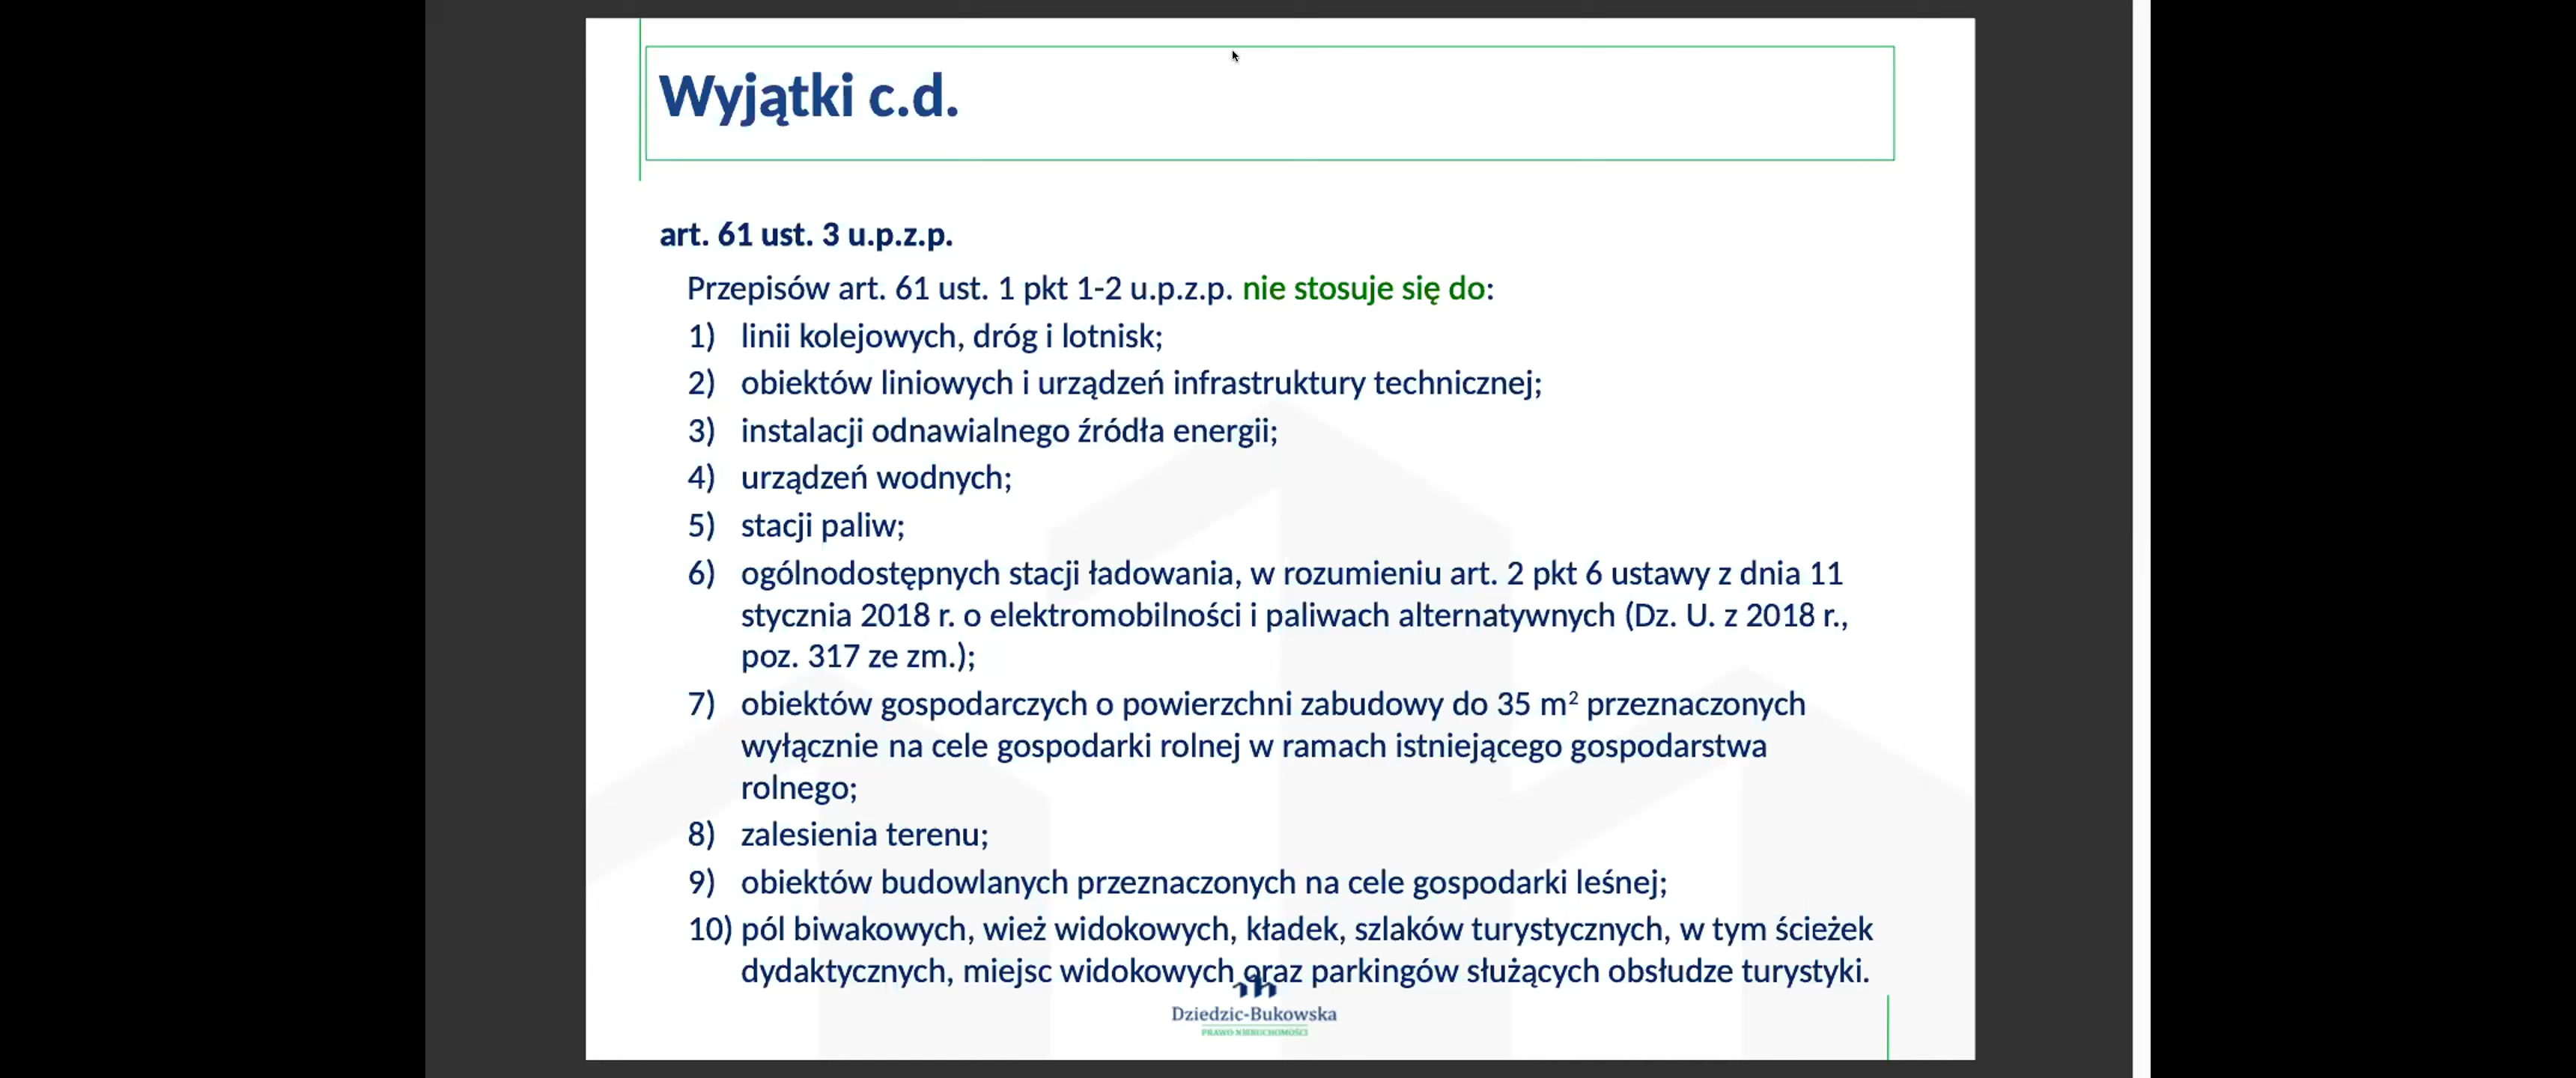 Wyjątki c.d.
art. 61 ust. 3 u.p.z.p.
Przepisów art. 61 ust. 1 pkt 1-2 u.p.z.p. nie stosuje się do:
1) linii kolejowych, dróg i lotnisk;
2) obiektów liniowych i urządzeń infrastruktury technicznej;
3) instalacji odnawialnego źródła energii;
4) urządzeń wodnych;
5) stacji paliw;
6) ogólnodostępnych stacji ładowania, w rozumieniu art. 2 pkt 6 ustawy z dnia 11
stycznia 2018 r. o elektromobilności i paliwach alternatywnych (Dz. U. z 2018 r.,
poz. 317 ze zm.);
7) obiektów gospodarczych o powierzchni zabudowy do 35 m² przeznaczonych
wyłącznie na cele gospodarki rolnej w ramach istniejącego gospodarstwa
rolnego;
8) zalesienia terenu;
9) obiektów budowlanych przeznaczonych na cele gospodarki leśnej;
10) pól biwakowych, wież widokowych, kładek, szlaków turystycznych, w tym ścieżek
dydaktycznych, miejsc widokowych oraz parkingów służących obsłudze turystyki.
Dziedzic-Bukowska
PRAWO NIERUCHOMOŚCI